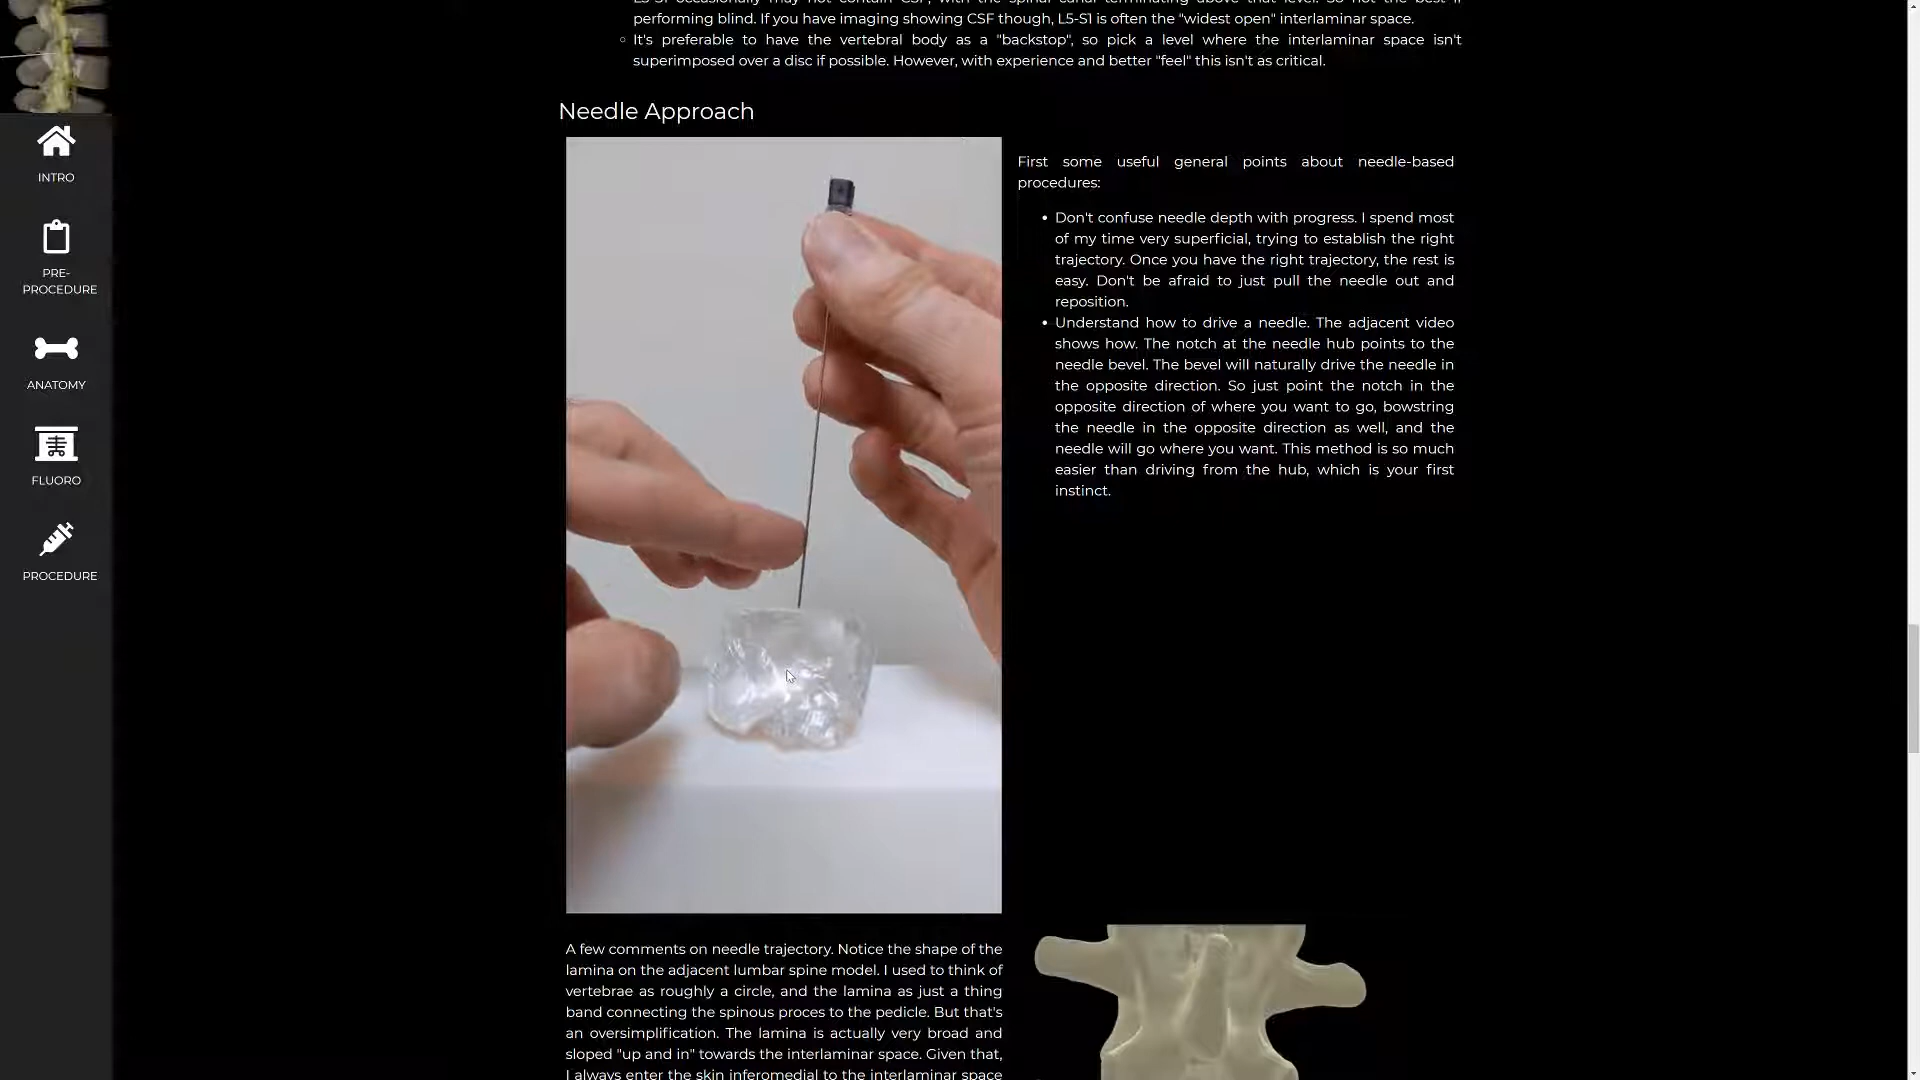 performing blind. If you have imaging showing CSF though, L5-S1 is often the "widest open" interlaminar space.
It's preferable to have the vertebral body as a "backstop", so pick a level where the interlaminar space isn't
superimposed over a disc if possible. However, with experience and better "feel" this isn't as critical.
Needle Approach
INTRO
PRE-
PROCEDURE
ANATOMY
FLUORO
PROCEDURE
First some useful general points about needle-based
procedures:
Don't confuse needle depth with progress. I spend most
of my time very superficial, trying to establish the right
trajectory. Once you have the right trajectory, the rest is
easy. Don't be afraid to just pull the needle out and
reposition.
Understand how to drive a needle. The adjacent video
shows how. The notch at the needle hub points to the
needle bevel. The bevel will naturally drive the needle in
the opposite direction. So just point the notch in the
opposite direction of where you want to go, bowstring
the needle in the opposite direction as well, and the
needle will go where you want. This method is so much
easier than driving from the hub, which is your first
instinct.
A few comments on needle trajectory. Notice the shape of the
lamina on the adjacent lumbar spine model. I used to think of
vertebrae as roughly a circle, and the lamina as just a thing
band connecting the spinous proces to the pedicle. But that's
an oversimplification. The lamina is actually very broad and
sloped "up and in" towards the interlaminar space. Given that,
I always enter the skin inferomedial to the interlaminar space